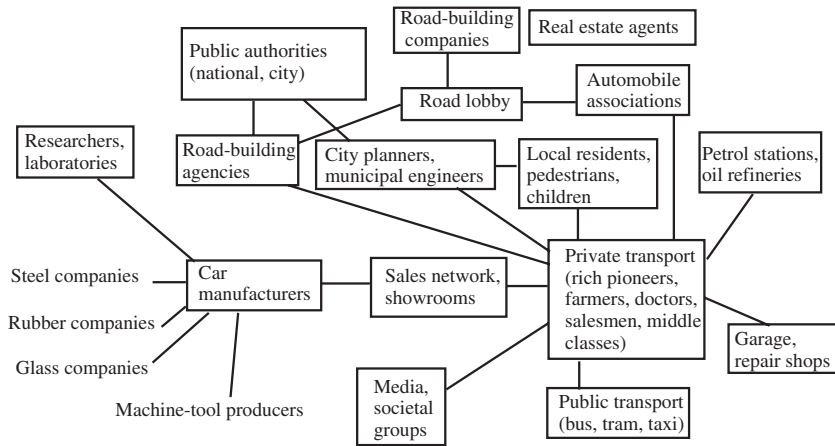 Road-building
companies
Real estate agents
Public authorities
(national, city)
Road lobby
Automobile
associations
Researchers,
laboratories
Road-building
agencies
City planners,
municipal engineers
Local residents,
pedestrians,
children
Petrol stations,
oil refineries
Steel companies
Rubber companies
Glass companies
Machine-tool producers
Car
manufacturers
Sales network,
showrooms
Private transport
(rich pioneers,
farmers, doctors,
salesmen, middle
classes)
Garage,
repair shops
Media,
societal
groups
Public transport
(bus, tram, taxi)